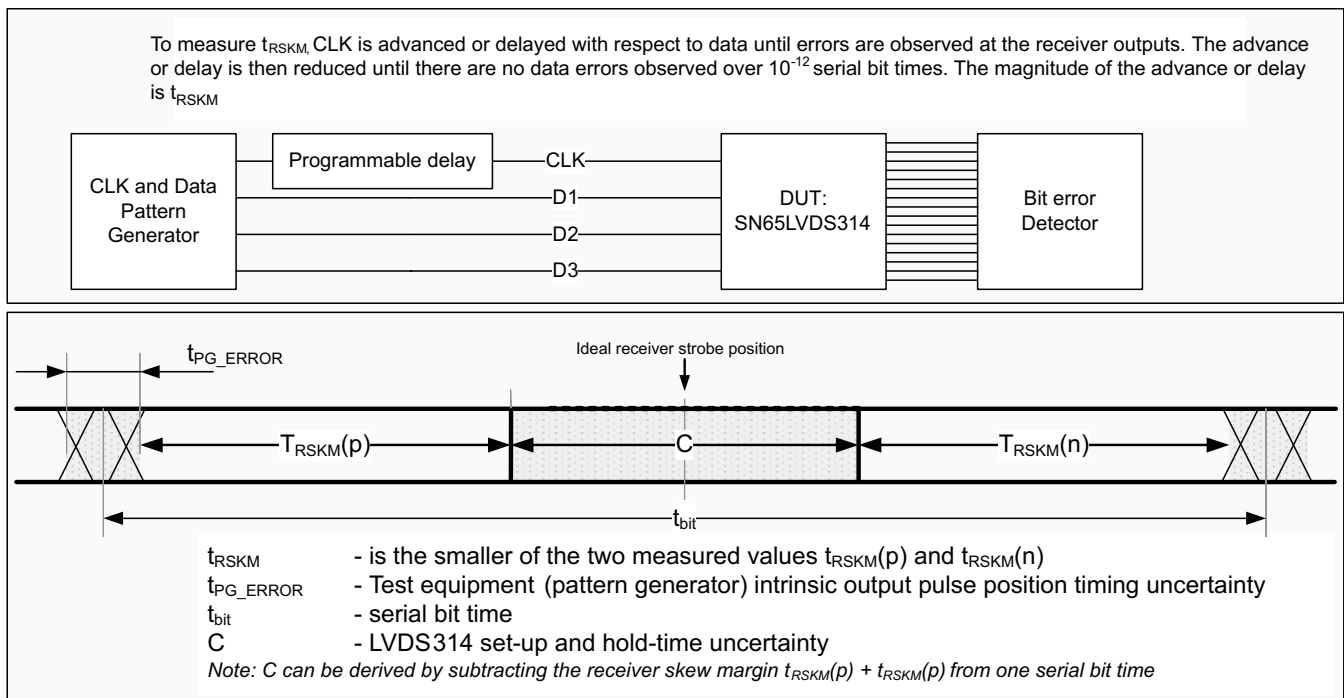 To measure tRSKM, CLK is advanced or delayed with respect to data until errors are observed at the receiver outputs. The advance
or delay is then reduced until there are no data errors observed over 10-12 serial bit times. The magnitude of the advance or delay
is tRSKM
Programmable delay
CLK
CLK and Data
Pattern
Generator
D1
D2
D3
DUT:
SN65LVDS314
Bit error
Detector
tPG_ERROR
Ideal receiver strobe position
TRSKM(p)
C
TRSKM(n)
tbit
tRSKM - is the smaller of the two measured values tRSKM(p) and tRSKM(n)
tPG_ERROR - Test equipment (pattern generator) intrinsic output pulse position timing uncertainty
tbit - serial bit time
C - LVDS314 set-up and hold-time uncertainty
Note: C can be derived by subtracting the receiver skew margin tRSKM(p) + tRSKM(p) from one serial bit time